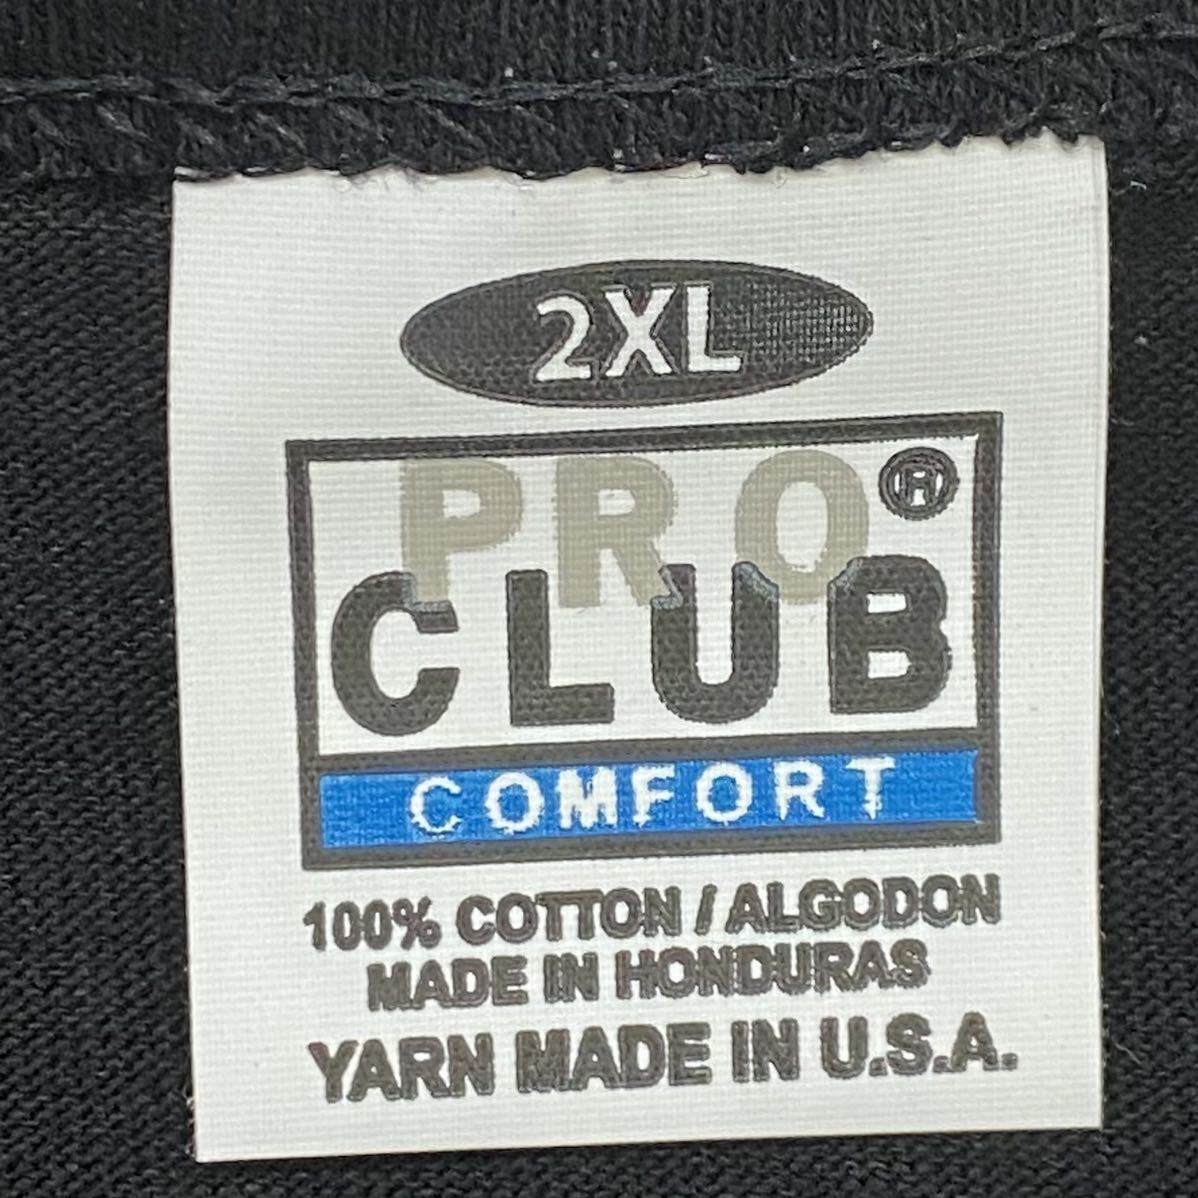 2XL
PRO®
CLUB
COMFORT
100% COTTON / ALGODON
MADE IN HONDURAS
YARN MADE IN U.S.A.